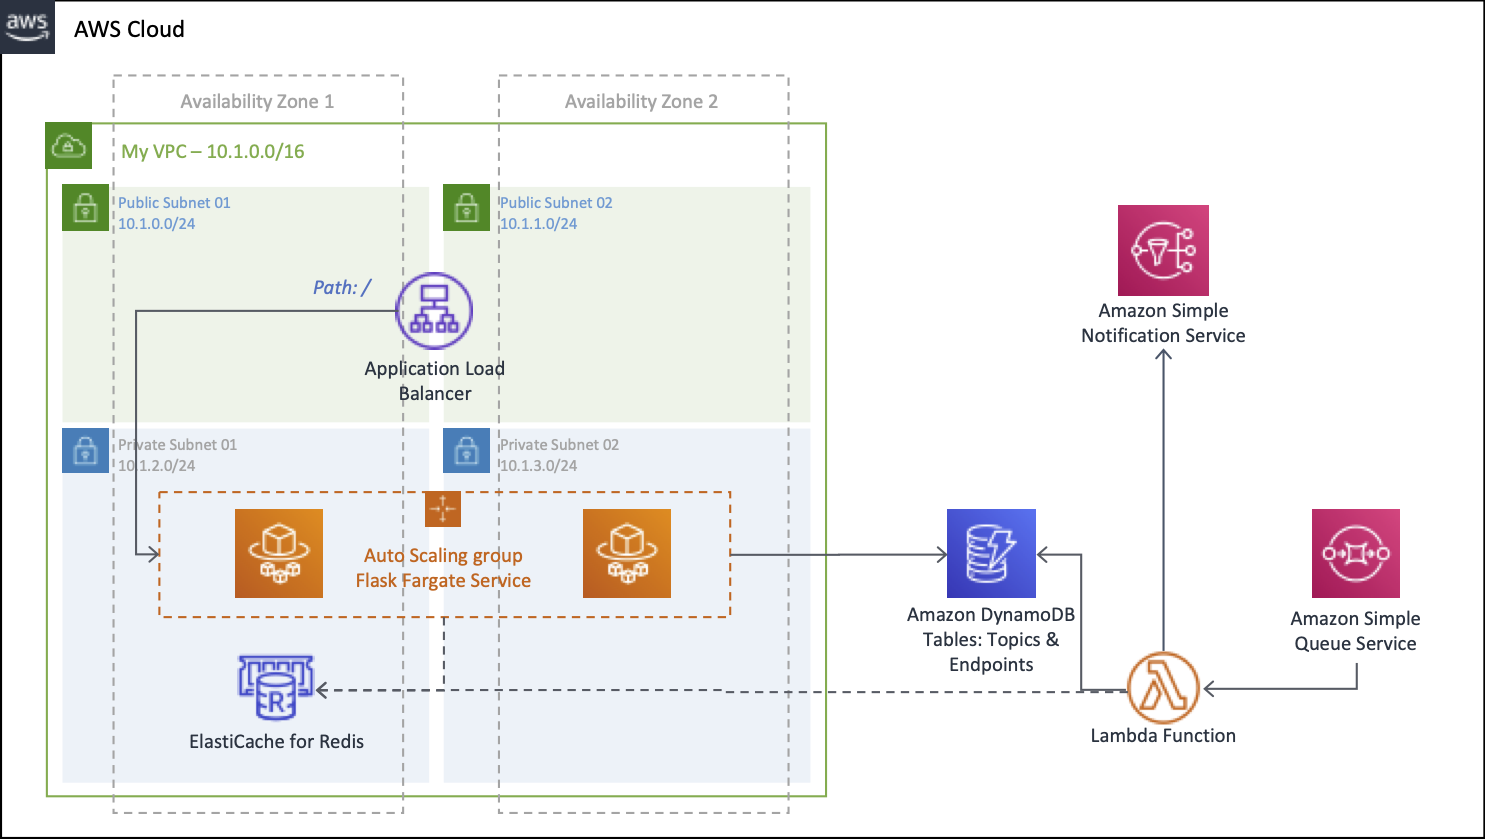 aws
AWS Cloud
Availability Zone 1
Availability Zone 2
My VPC – 10.1.0.0/16
Public Subnet 01
10.1.0.0/24
Public Subnet 02
10.1.1.0/24
Path: /
Application Load
Balancer
Private Subnet 01
10.1.2.0/24
Private Subnet 02
10.1.3.0/24
Auto Scaling group
Flask Fargate Service
R
ElastiCache for Redis
Amazon Simple
Notification Service
Amazon DynamoDB
Tables: Topics &
Endpoints
Amazon Simple
Queue Service
Lambda Function